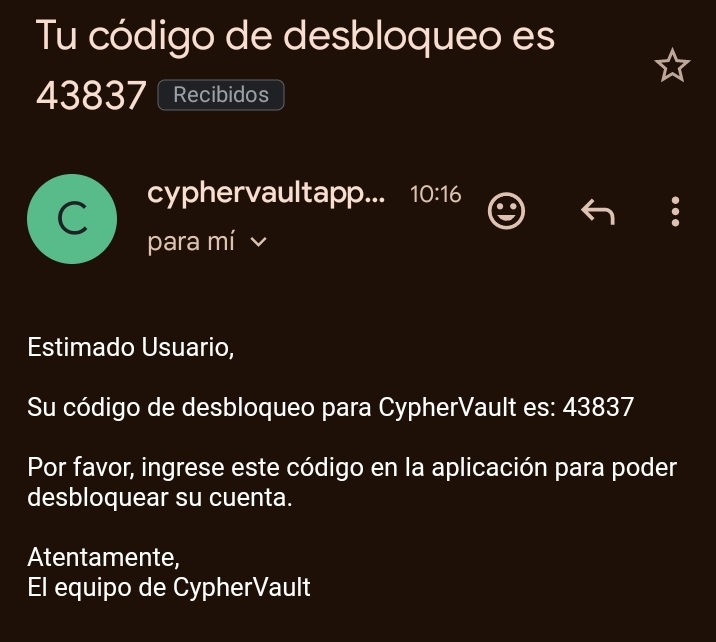 Tu código de desbloqueo es
43837 Recibidos
C
cyphervaultapp... 10:16
para mí
Estimado Usuario,
Su código de desbloqueo para CypherVault es: 43837
Por favor, ingrese este código en la aplicación para poder
desbloquear su cuenta.
Atentamente,
El equipo de CypherVault